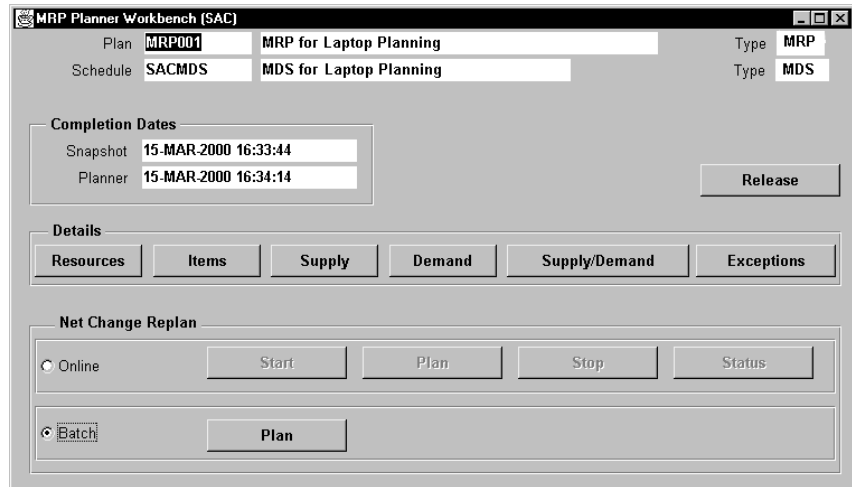 MRP Planner Workbench (SAC)
Plan MRP001 MRP for Laptop Planning Type MRP
Schedule SACMDS MDS for Laptop Planning Type MDS
Completion Dates
Snapshot 15-MAR-2000 16:33:44
Planner 15-MAR-2000 16:34:14
Release
Details
Resources Items Supply Demand Supply/Demand Exceptions
Net Change Replan
Online Start Plan Stop Status
Batch Plan